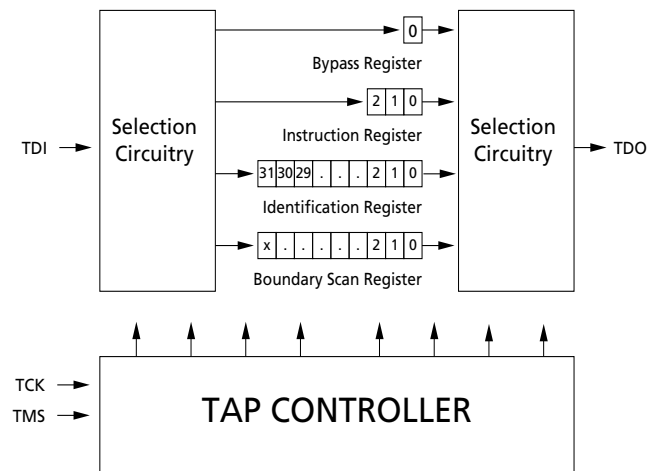 0
Bypass Register
2 1 0
Instruction Register
TDI
Selection
Circuitry
Selection
Circuitry
TDO
31 30 29 . . . 2 1 0
Identification Register
x . . . . . 2 1 0
Boundary Scan Register
TCK
TMS
TAP CONTROLLER